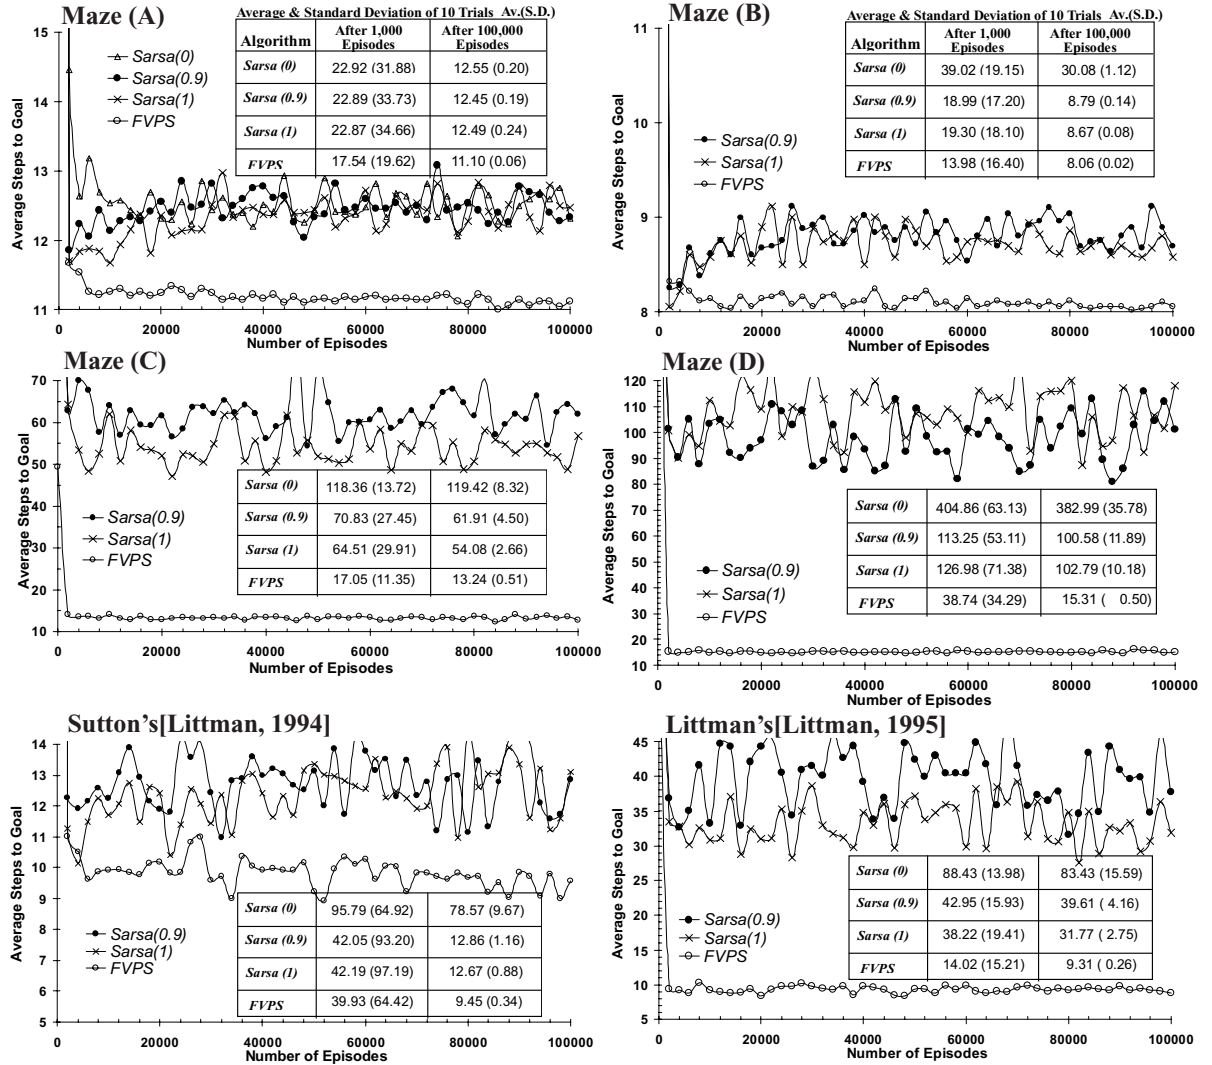 Maze (A)
Average & Standard Deviation of 10 Trials Av.(S.D.)
Algorithm After 1,000 Episodes After 100,000 Episodes
Sarsa (0) 22.92 (31.88) 12.55 (0.20)
Sarsa (0.9) 22.89 (33.73) 12.45 (0.19)
Sarsa (1) 22.87 (34.66) 12.49 (0.24)
FVPS 17.54 (19.62) 11.10 (0.06)
Sarsa(0)
Sarsa(0.9)
Sarsa(1)
FVPS
Average Steps to Goal
15
14
13
12
11
0 20000 40000 60000 80000 100000
Number of Episodes
Maze (B)
Average & Standard Deviation of 10 Trials Av.(S.D.)
Algorithm After 1,000 Episodes After 100,000 Episodes
Sarsa (0) 39.02 (19.15) 30.08 (1.12)
Sarsa (0.9) 18.99 (17.20) 8.79 (0.14)
Sarsa (1) 19.30 (18.10) 8.67 (0.08)
FVPS 13.98 (16.40) 8.06 (0.02)
Sarsa(0.9)
Sarsa(1)
FVPS
Average Steps to Goal
11
10
9
8
0 20000 40000 60000 80000 100000
Number of Episodes
Maze (C)
Average Steps to Goal
70
60
50
40
30
20
10
Sarsa (0) 118.36 (13.72) 119.42 (8.32)
Sarsa (0.9) 70.83 (27.45) 61.91 (4.50)
Sarsa (1) 64.51 (29.91) 54.08 (2.66)
FVPS 17.05 (11.35) 13.24 (0.51)
Sarsa(0.9)
Sarsa(1)
FVPS
0 20000 40000 60000 80000 100000
Number of Episodes
Maze (D)
Average Steps to Goal
120
110
100
90
80
70
60
50
40
30
20
10
Sarsa (0) 404.86 (63.13) 382.99 (35.78)
Sarsa (0.9) 113.25 (53.11) 100.58 (11.89)
Sarsa (1) 126.98 (71.38) 102.79 (10.18)
FVPS 38.74 (34.29) 15.31 ( 0.50)
Sarsa(0.9)
Sarsa(1)
FVPS
0 20000 40000 60000 80000 100000
Number of Episodes
Sutton's[Littman, 1994]
Average Steps to Goal
14
13
12
11
10
9
8
7
6
5
Sarsa (0) 95.79 (64.92) 78.57 (9.67)
Sarsa (0.9) 42.05 (93.20) 12.86 (1.16)
Sarsa (1) 42.19 (97.19) 12.67 (0.88)
FVPS 39.93 (64.42) 9.45 (0.34)
Sarsa(0.9)
Sarsa(1)
FVPS
0 20000 40000 60000 80000 100000
Number of Episodes
Littman's[Littman, 1995]
Average Steps to Goal
45
40
35
30
25
20
15
10
5
Sarsa (0) 88.43 (13.98) 83.43 (15.59)
Sarsa (0.9) 42.95 (15.93) 39.61 ( 4.16)
Sarsa (1) 38.22 (19.41) 31.77 ( 2.75)
FVPS 14.02 (15.21) 9.31 ( 0.26)
Sarsa(0.9)
Sarsa(1)
FVPS
0 20000 40000 60000 80000 100000
Number of Episodes